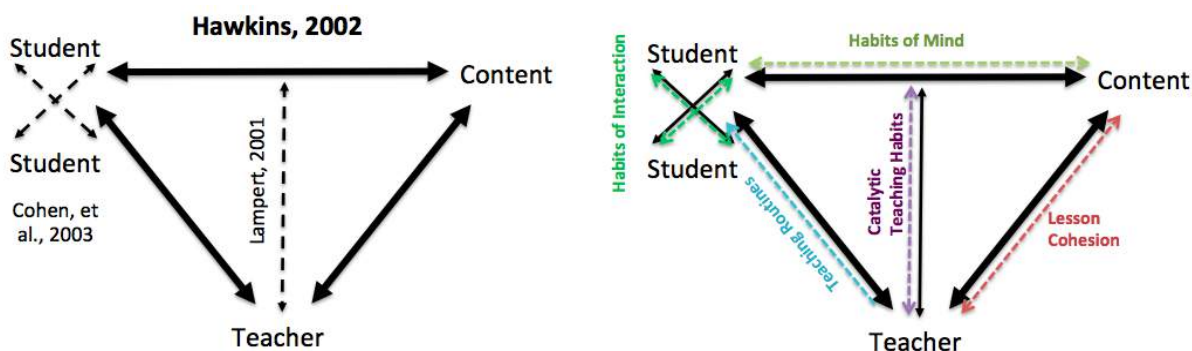 Hawkins, 2002
Student
Content
Student
Cohen, et
al., 2003
Lampert, 2001
Teacher
Habits of Mind
Student
Content
Habits of Interaction
Student
Teaching Routines
Catalytic
Teaching Habits
Lesson
Cohesion
Teacher